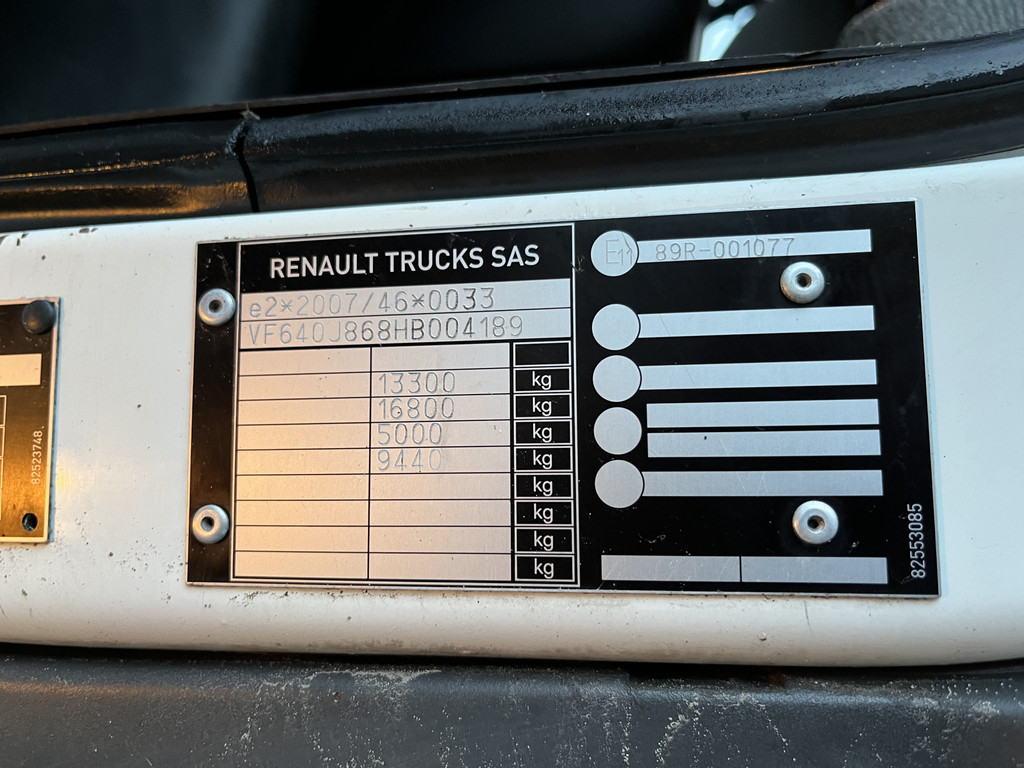 RENAULT TRUCKS SAS
e2*2007/46*0033
VF640J868HB004189
13300 kg
16800 kg
5000 kg
9440 kg
kg
kg
kg
kg
E11 89R-001077
82553085
82523748